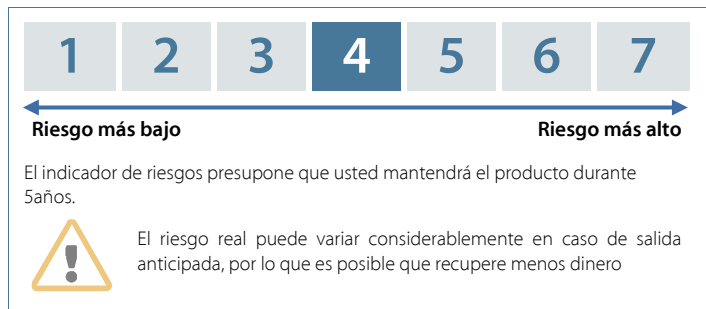 1 2 3 4 5 6 7
Riesgo más bajo Riesgo más alto
El indicador de riesgos presupone que usted mantendrá el producto durante
5años.
El riesgo real puede variar considerablemente en caso de salida
anticipada, por lo que es posible que recupere menos dinero